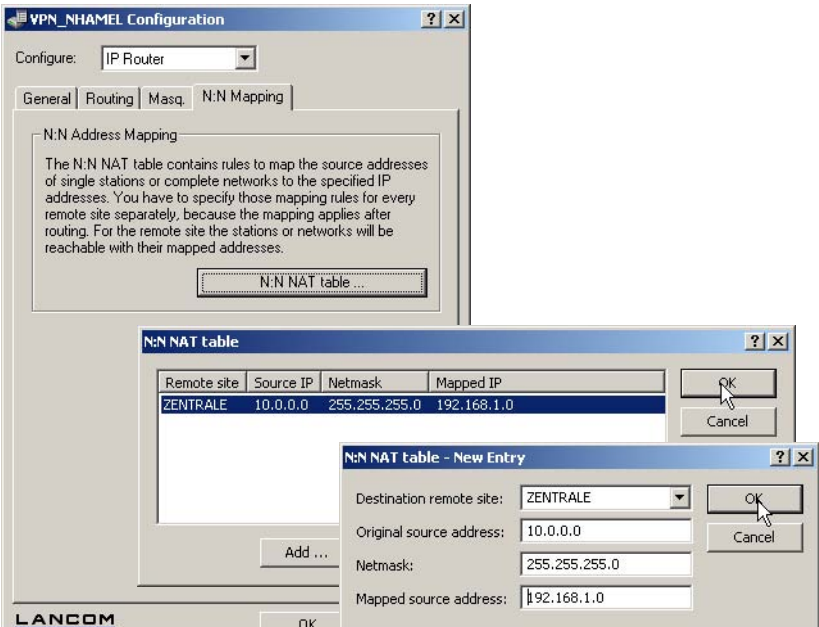 VPN_NHAMEL Configuration
Configure: IP Router
General Routing Masq. N:N Mapping
N:N Address Mapping
The N:N NAT table contains rules to map the source addresses
of single stations or complete networks to the specified IP
addresses. You have to specify those mapping rules for every
remote site separately, because the mapping applies after
routing. For the remote site the stations or networks will be
reachable with their mapped addresses.
N:N NAT table ...
N:N NAT table
Remote site Source IP Netmask Mapped IP
ZENTRALE 10.0.0.0 255.255.255.0 192.168.1.0
OK
Cancel
Add ...
N:N NAT table - New Entry
Destination remote site: ZENTRALE
Original source address: 10.0.0.0
Netmask: 255.255.255.0
Mapped source address: 192.168.1.0
OK
Cancel
LANCOM
OK